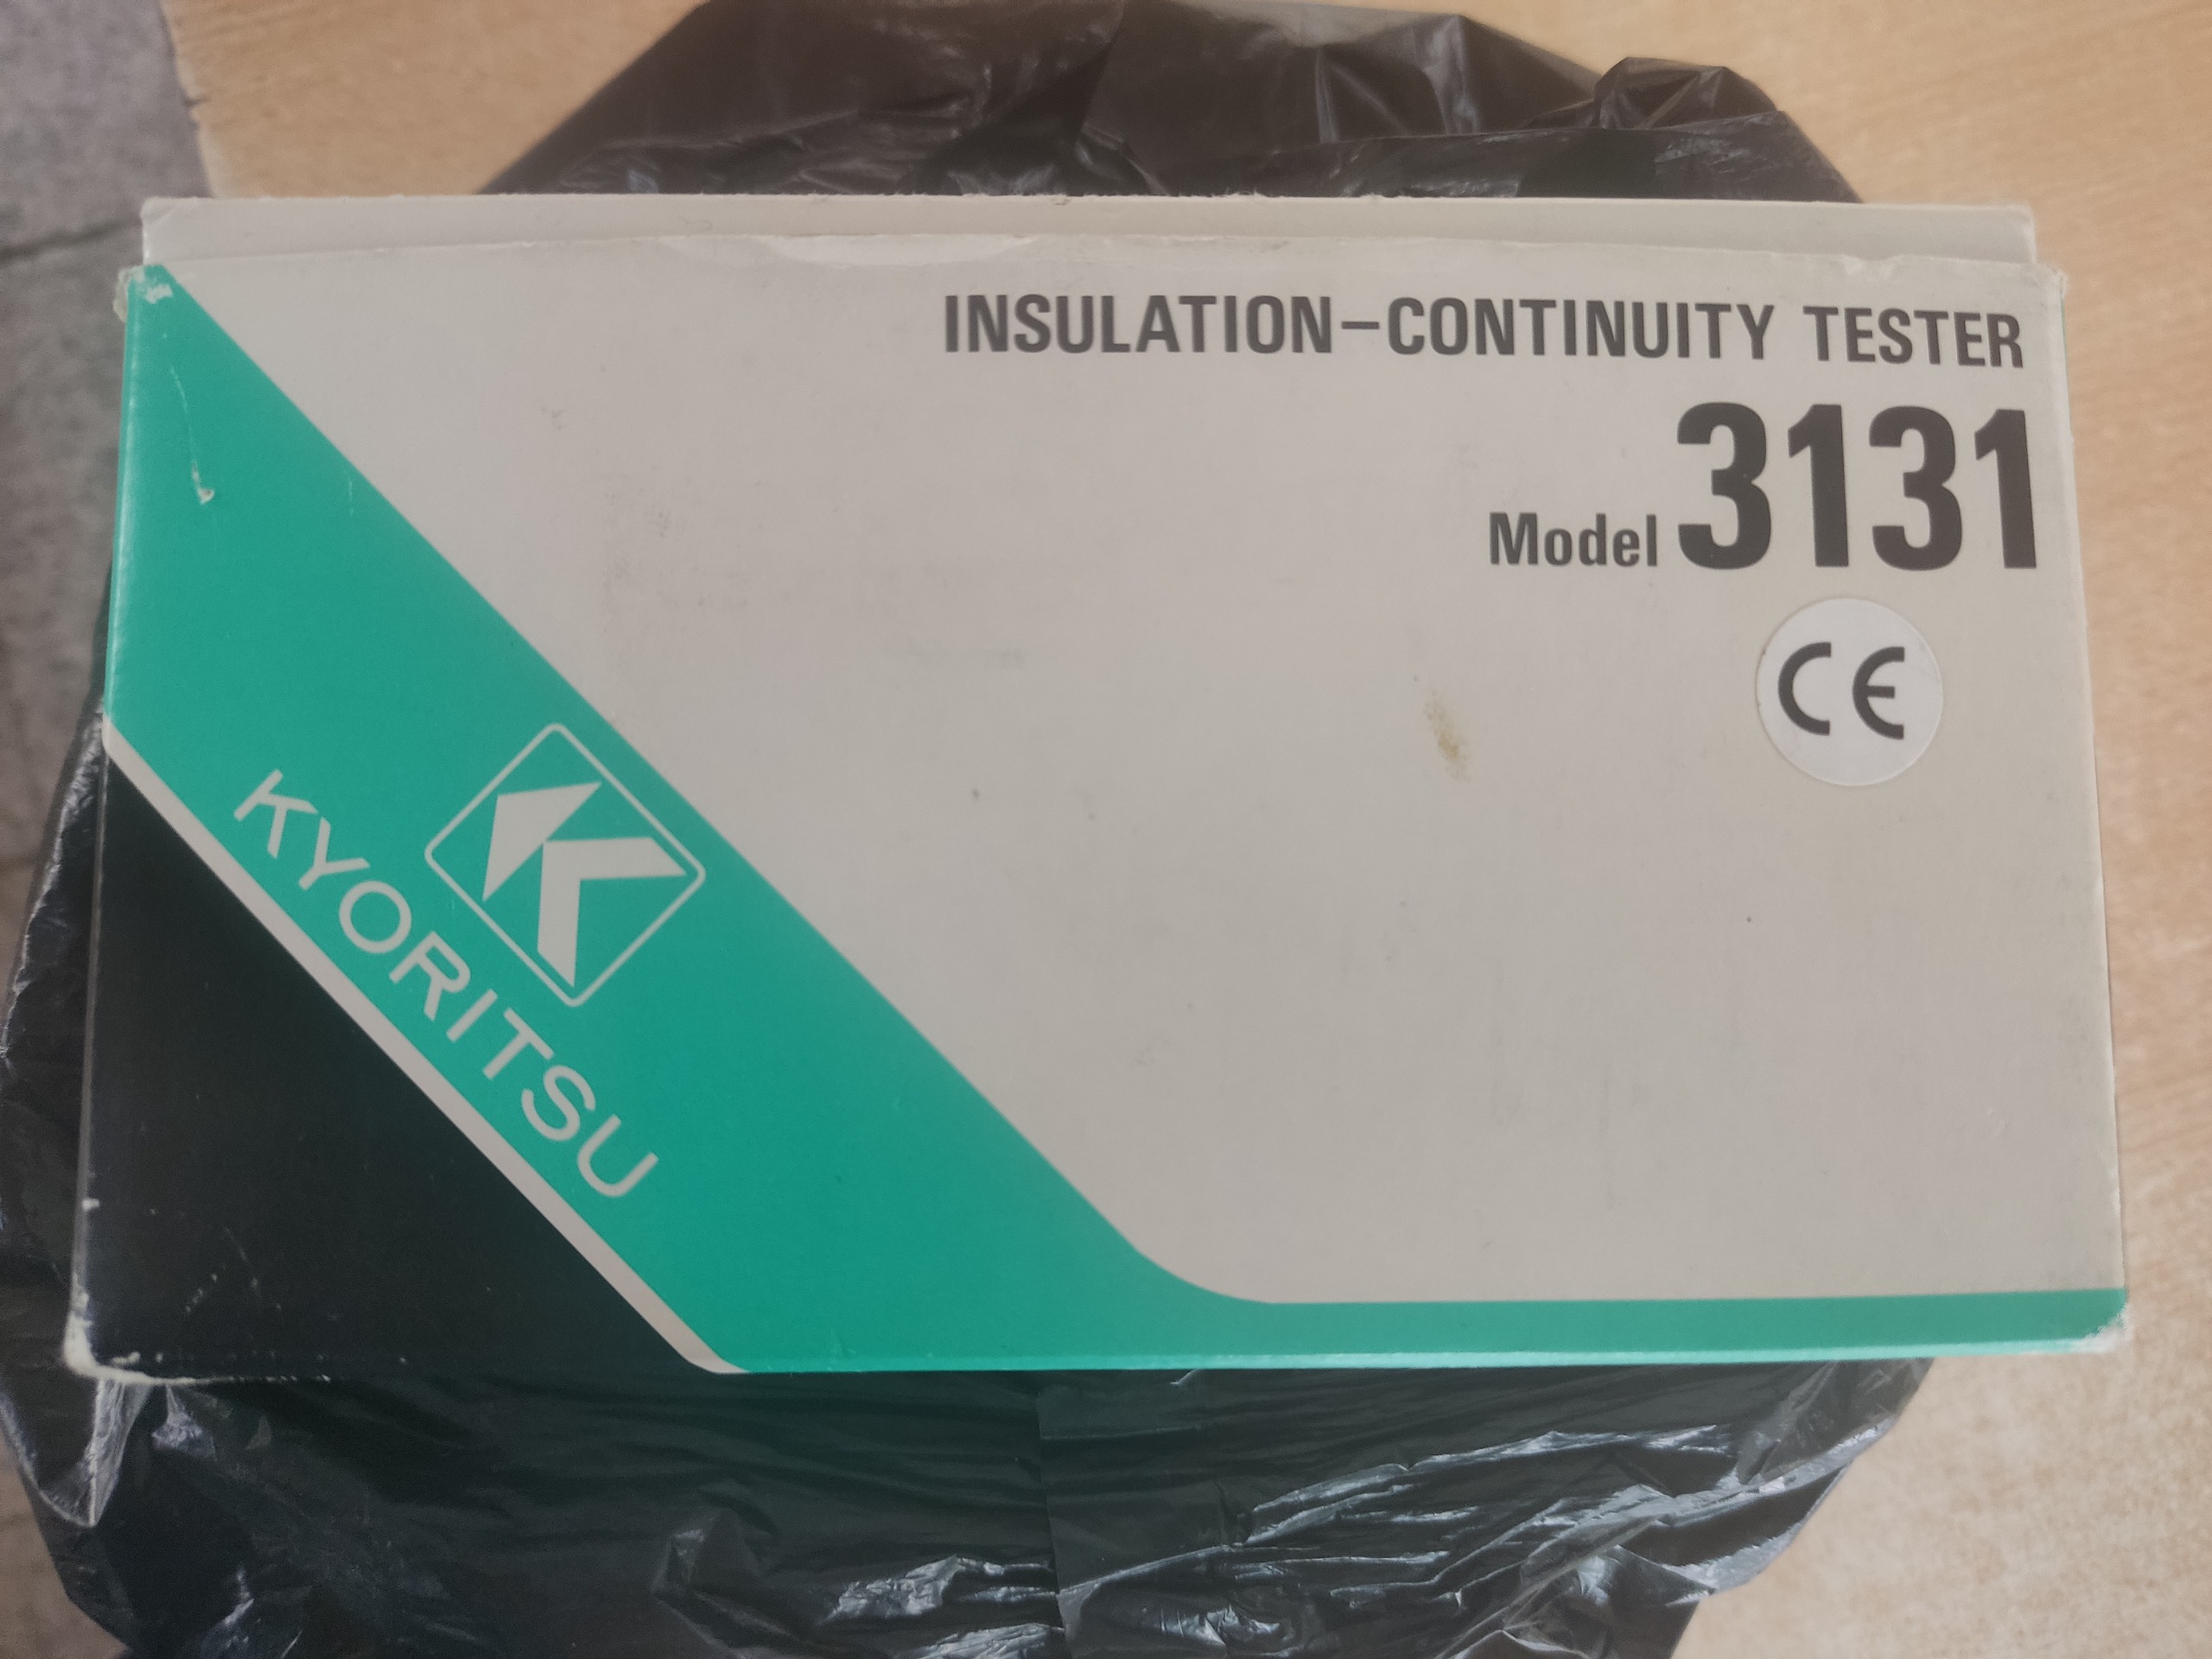 INSULATION-CONTINUITY TESTER
Model 3131
CE
K
KYORITSU